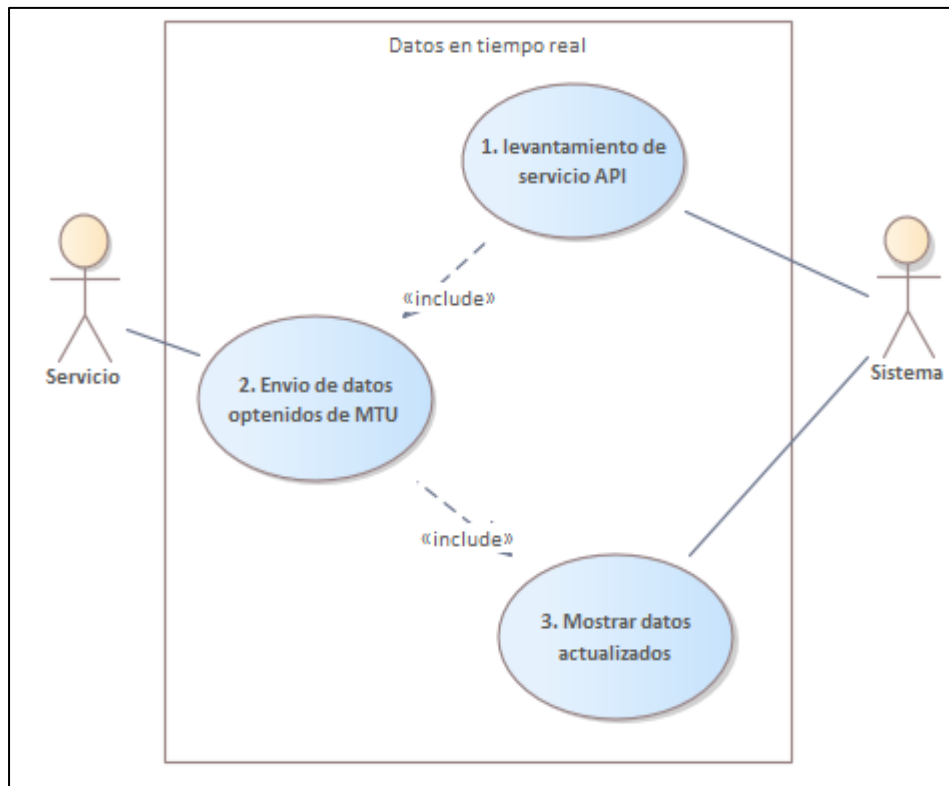 Datos en tiempo real
1. levantamiento de
servicio API
«include»
Servicio
Sistema
2. Envio de datos
optenidos de MTU
«include»
3. Mostrar datos
actualizados